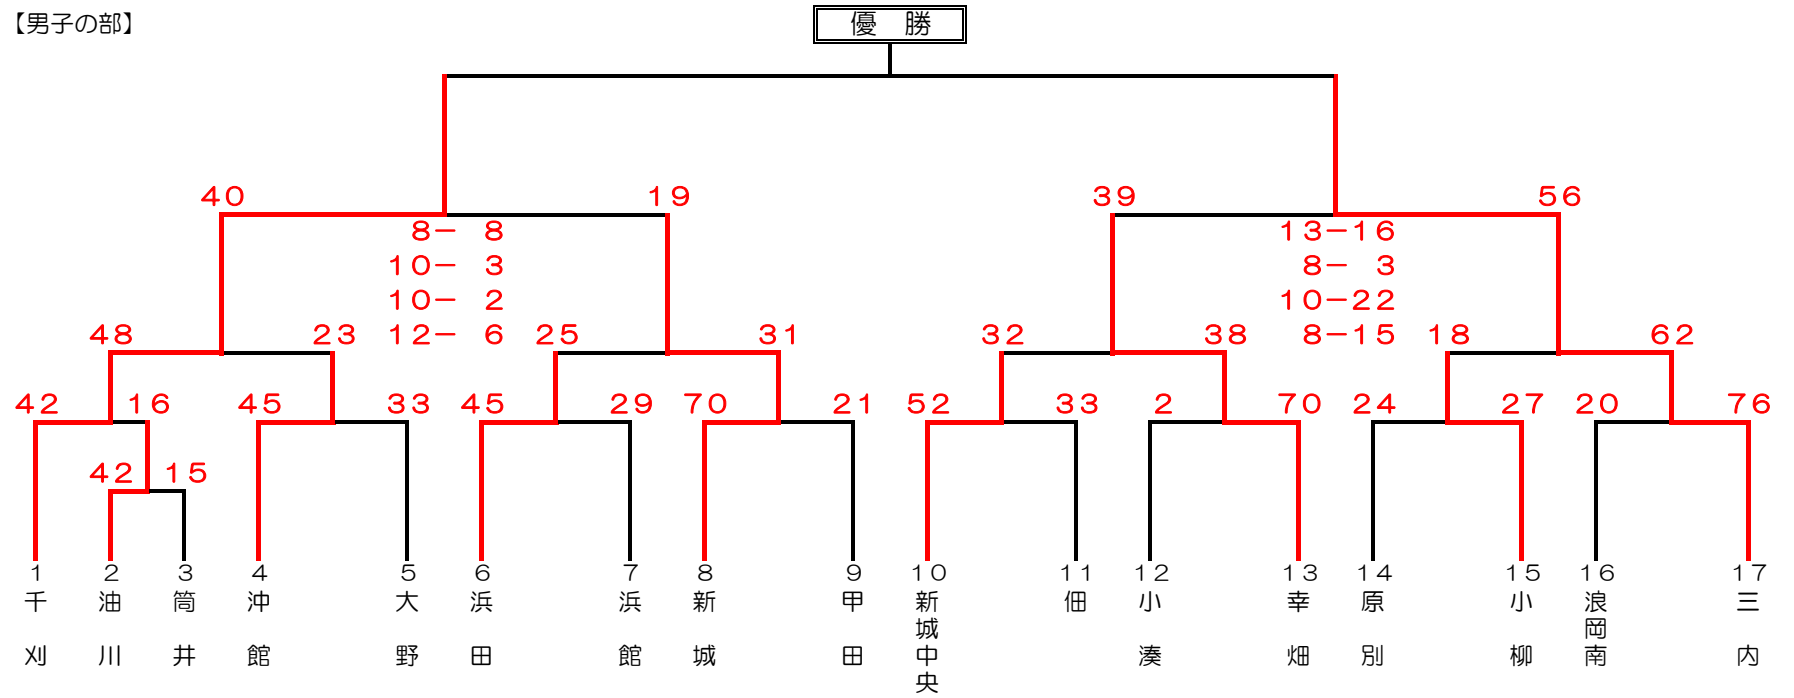 【男子の部】
優　勝
40 19 39 56
8－ 8
10－ 3
10－ 2
12－ 6
13－16
8－ 3
10－22
8－15
48 23 25 31 32 38 18 62
42 16 45 33 45 29 70 21 52 33 2 70 24 27 20 76
42 15
1 2 3 4 5 6 7 8 9 10 11 12 13 14 15 16 17
千刈
油川
筒井
沖館
大野
浜田
浜館
新城
甲田
新城中央
佃
小湊
幸畑
原別
小柳
浪岡南
三内